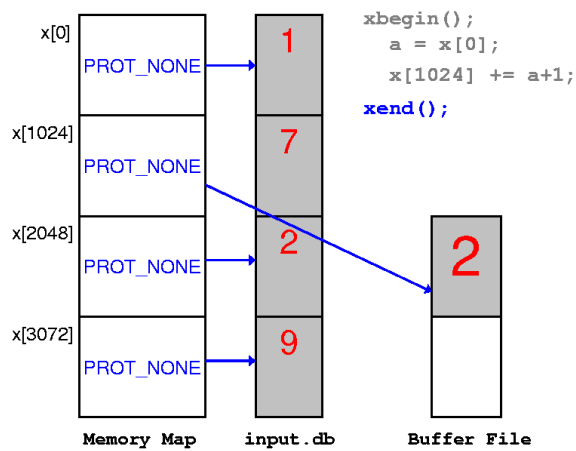 x[0]
PROT_NONE
1
x[1024]
PROT_NONE
7
x[2048]
PROT_NONE
2
x[3072]
PROT_NONE
9
2
xbegin();
a = x[0];
x[1024] += a+1;
xend();
Memory Map
input.db
Buffer File